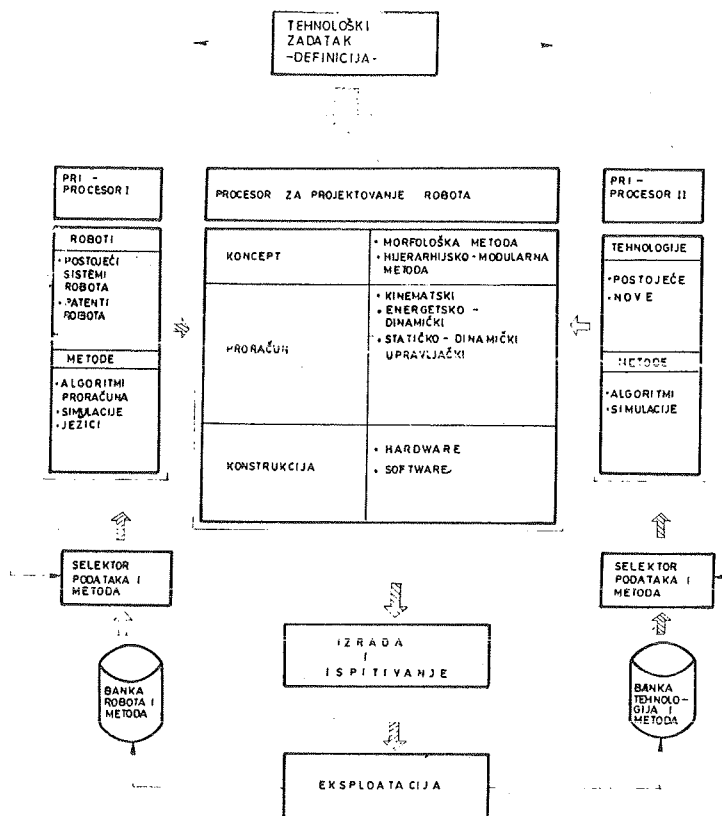 TEHNOLOŠKI
ZADATAK
-DEFINICIJA-
PRI-
PROCESOR I
PROCESOR ZA PROJEKTOVANJE ROBOTA
PRI-
PROCESOR II
ROBOTI
• POSTOJEĆI
SISTEMI
ROBOTA
• PATENTI
ROBOTA
METODE
• ALGORITMI
PRORAČUNA
• SIMULACIJE
• JEZICI
KONCEPT
• MORFOLOŠKA METODA
• HIJERARHIJSKO-MODULARNA
METODA
PRORAČUN
• KINEMATSKI
• ENERGETSKO-
DINAMIČKI
• STATIČKO-DINAMIČKI
UPRAVLJAČKI
KONSTRUKCIJA
• HARDWARE
• SOFTWARE
TEHNOLOGIJE
• POSTOJEĆE
• NOVE
METODE
• ALGORITMI
• SIMULACIJE
SELEKTOR
PODATAKA I
METODA
SELEKTOR
PODATAKA I
METODA
IZRADA
I
ISPITIVANJE
BANKA
ROBOTA I
METODA
BANKA
TEHNOLO-
GIJA I
METODA
EKSPLOATACIJA